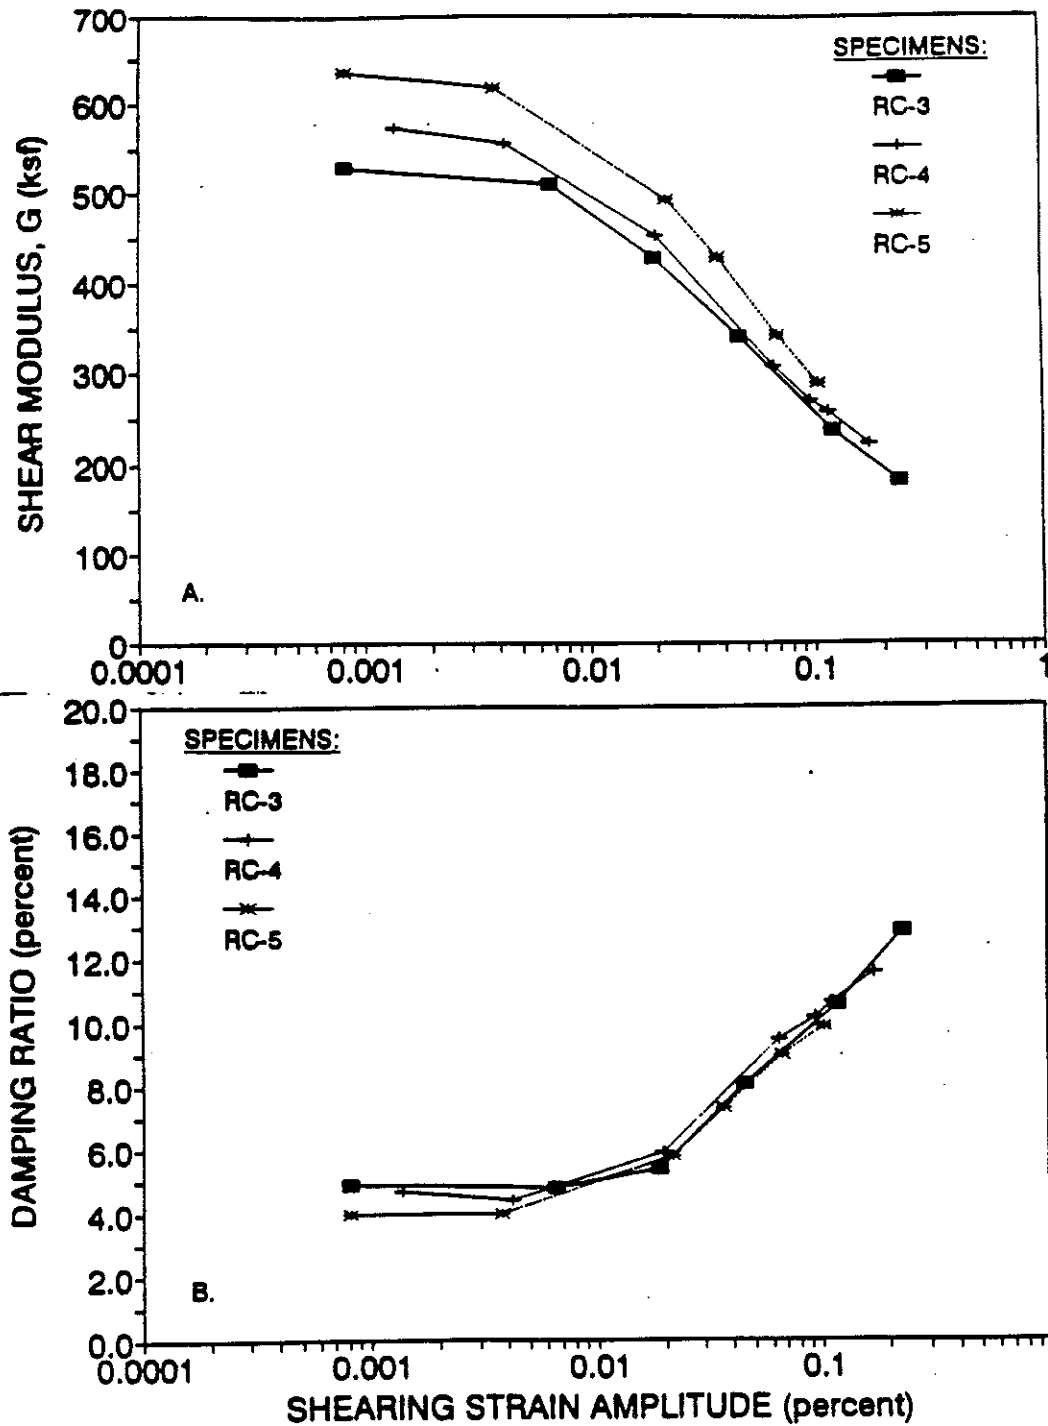 700
600
500
400
300
200
100
0
SHEAR MODULUS, G (ksf)
SPECIMENS:
RC-3
RC-4
RC-5
A.
0.0001 0.001 0.01 0.1 1
20.0
18.0
16.0
14.0
12.0
10.0
8.0
6.0
4.0
2.0
0.0
DAMPING RATIO (percent)
SPECIMENS:
RC-3
RC-4
RC-5
B.
0.0001 0.001 0.01 0.1
SHEARING STRAIN AMPLITUDE (percent)